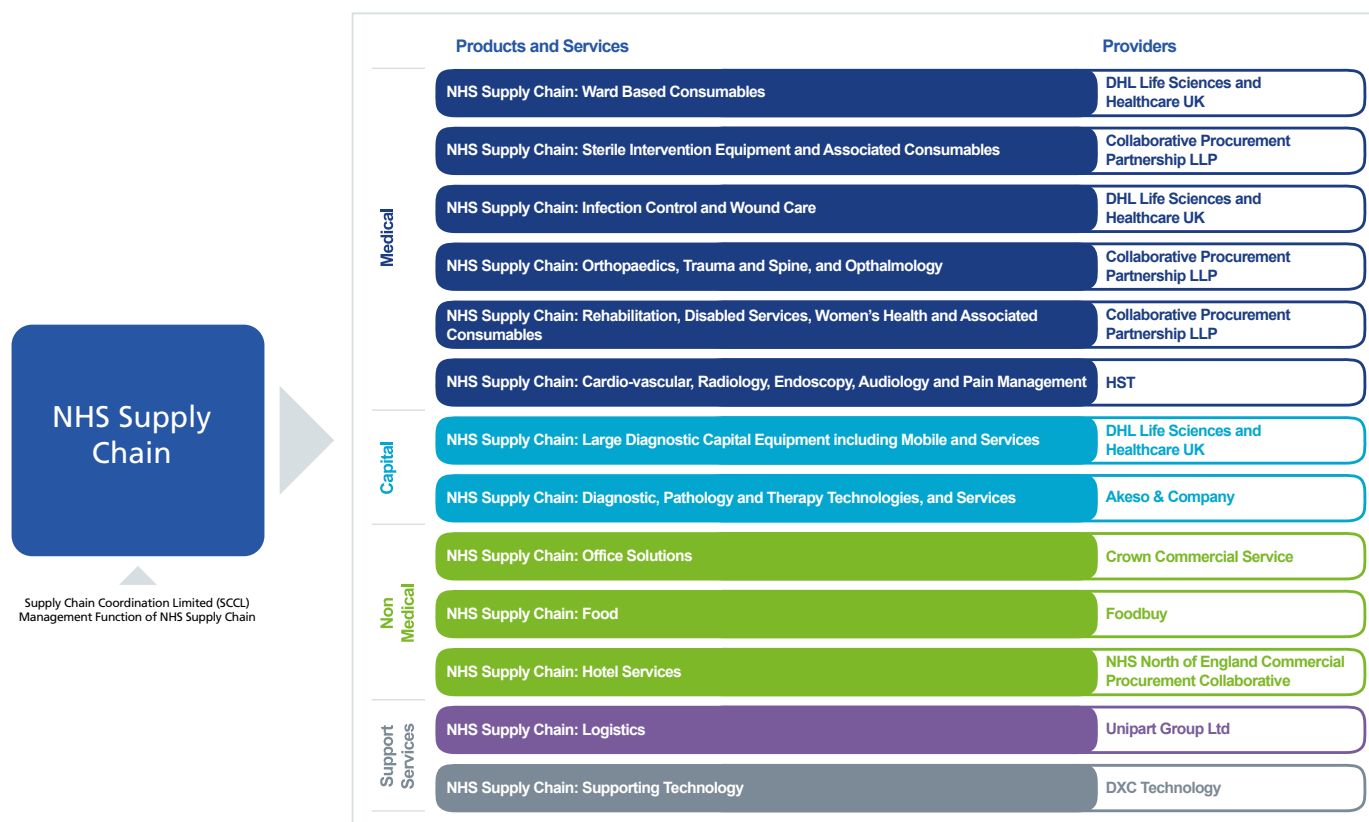 Products and Services
Providers
Medical
NHS Supply Chain: Ward Based Consumables
DHL Life Sciences and
Healthcare UK
NHS Supply Chain: Sterile Intervention Equipment and Associated Consumables
Collaborative Procurement
Partnership LLP
NHS Supply Chain: Infection Control and Wound Care
DHL Life Sciences and
Healthcare UK
NHS Supply Chain: Orthopaedics, Trauma and Spine, and Opthalmology
Collaborative Procurement
Partnership LLP
NHS Supply Chain: Rehabilitation, Disabled Services, Women’s Health and Associated
Consumables
Collaborative Procurement
Partnership LLP
NHS Supply Chain: Cardio-vascular, Radiology, Endoscopy, Audiology and Pain Management
HST
Capital
NHS Supply Chain: Large Diagnostic Capital Equipment including Mobile and Services
DHL Life Sciences and
Healthcare UK
NHS Supply Chain: Diagnostic, Pathology and Therapy Technologies, and Services
Akeso & Company
Non
Medical
NHS Supply Chain: Office Solutions
Crown Commercial Service
NHS Supply Chain: Food
Foodbuy
NHS Supply Chain: Hotel Services
NHS North of England Commercial
Procurement Collaborative
Support
Services
NHS Supply Chain: Logistics
Unipart Group Ltd
NHS Supply Chain: Supporting Technology
DXC Technology
NHS Supply
Chain
Supply Chain Coordination Limited (SCCL)
Management Function of NHS Supply Chain